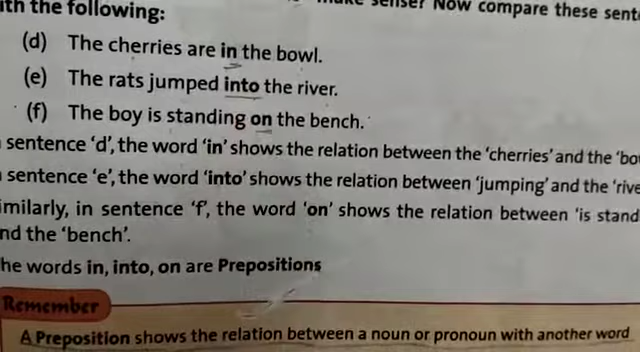 ith the following:
sense? Now compare these sent
(d) The cherries are in the bowl.
(e) The rats jumped into the river.
(f) The boy is standing on the bench.
sentence 'd', the word 'in' shows the relation between the 'cherries' and the 'bo
sentence 'e', the word 'into' shows the relation between 'jumping' and the 'rive
imilarly, in sentence 'f', the word 'on' shows the relation between 'is stand
nd the 'bench'.
he words in, into, on are Prepositions
Remember
A Preposition shows the relation between a noun or pronoun with another word